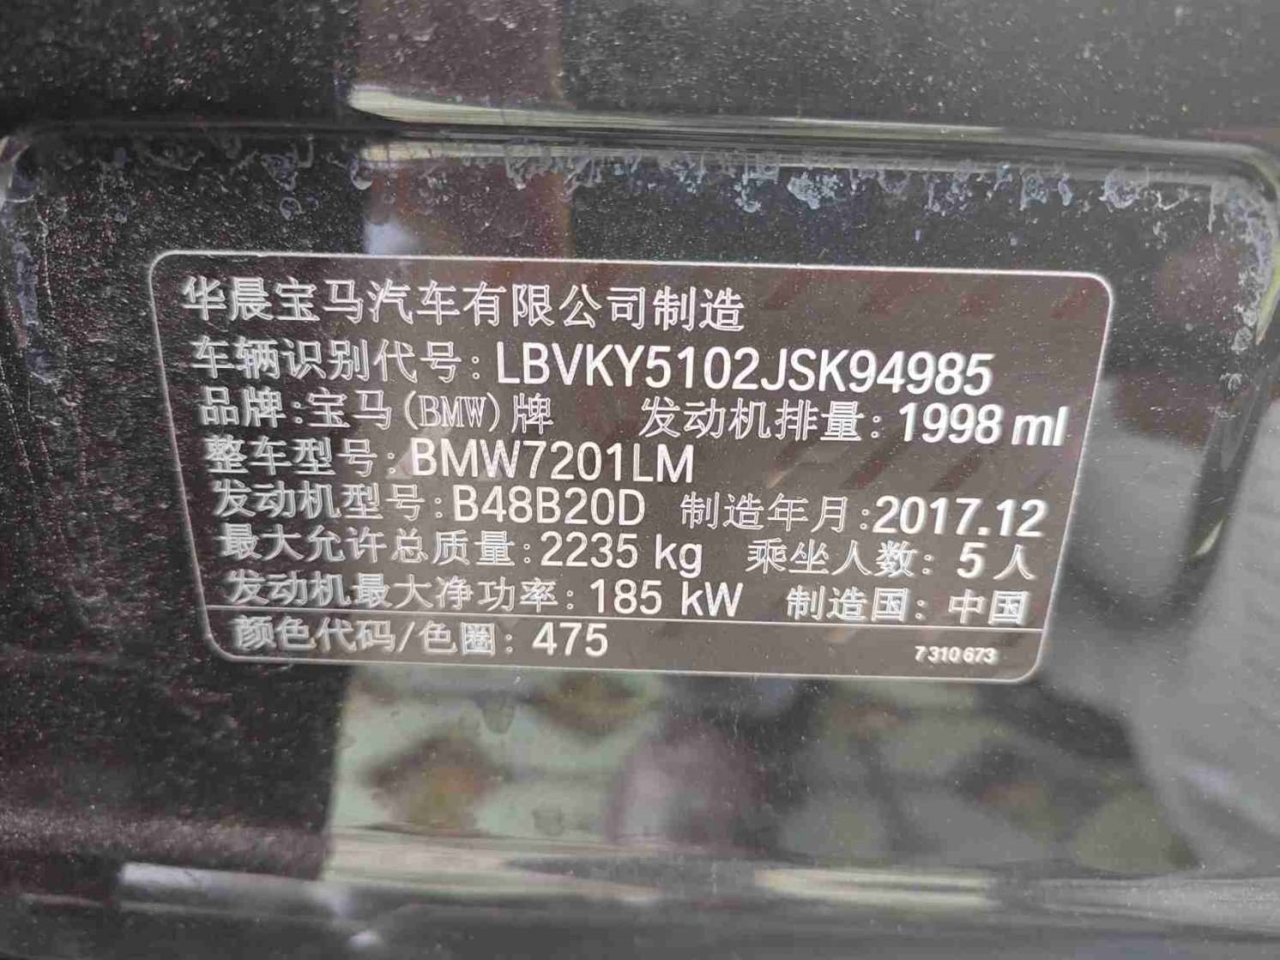 华晨宝马汽车有限公司制造
车辆识别代号:LBVKY5102JSK94985
品牌:宝马(BMW)牌 发动机排量:1998 ml
整车型号:BMW7201LM
发动机型号:B48B20D 制造年月:2017.12
最大允许总质量:2235 kg 乘坐人数:5人
发动机最大净功率:185 kW 制造国:中国
颜色代码/色圈:475 7 310 673